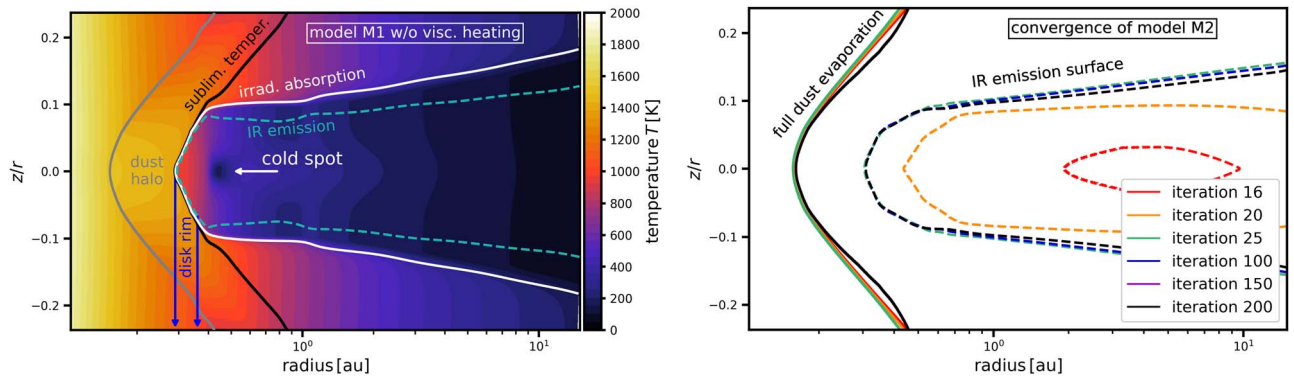 model M1 w/o visc. heating
sublim. temper.
irrad. absorption
IR emission
dust
halo
cold spot
disk rim
z/r
0.2
0.1
0.0
−0.1
−0.2
10⁰
10¹
radius [au]
2000
1800
1600
1400
1200
1000
800
600
400
200
0
temperature T [K]
convergence of model M2
full dust evaporation
IR emission surface
z/r
0.2
0.1
0.0
−0.1
−0.2
10⁰
10¹
radius [au]
iteration 16
iteration 20
iteration 25
iteration 100
iteration 150
iteration 200